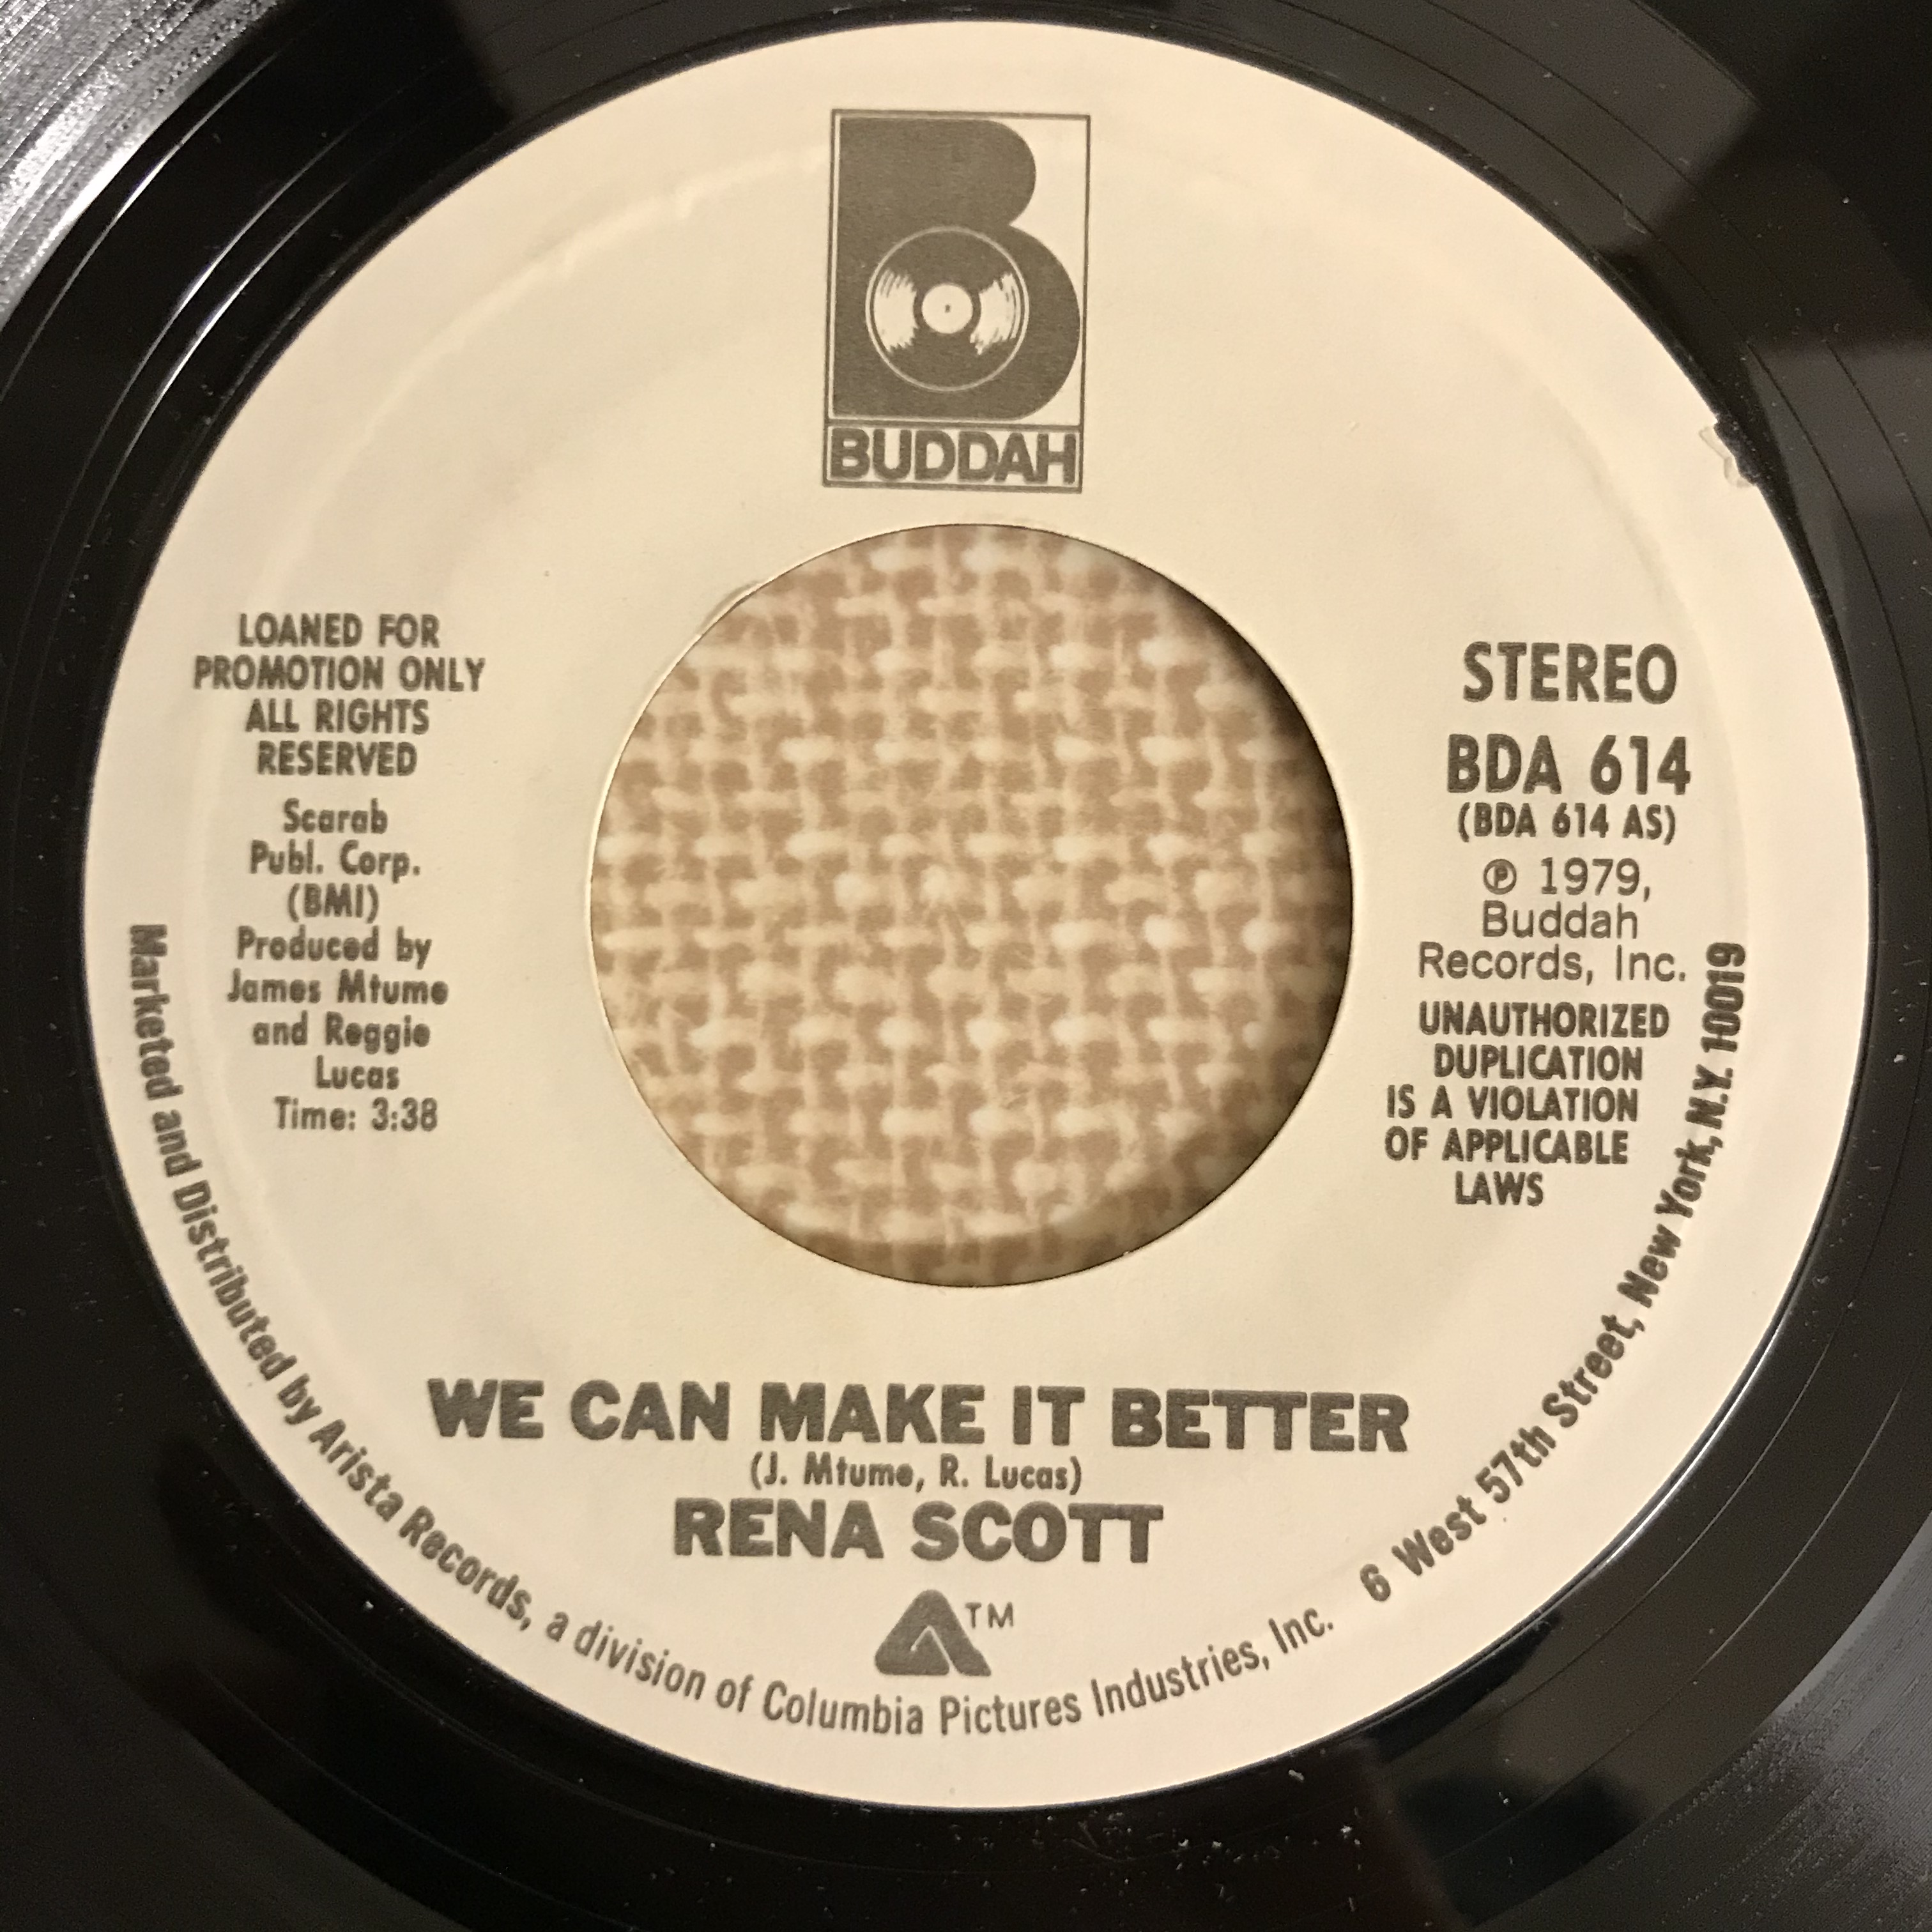 B
BUDDAH
LOANED FOR
PROMOTION ONLY
ALL RIGHTS
RESERVED
Scarab
Publ. Corp.
(BMI)
Produced by
James Mtume
and Reggie
Lucas
Time: 3:38
STEREO
BDA 614
(BDA 614 AS)
℗ 1979,
Buddah
Records, Inc.
UNAUTHORIZED
DUPLICATION
IS A VIOLATION
OF APPLICABLE
LAWS
WE CAN MAKE IT BETTER
(J. Mtume, R. Lucas)
RENA SCOTT
TM
Marketed and Distributed by Arista Records, a division of Columbia Pictures Industries, Inc. 6 West 57th Street, New York, N.Y. 10019